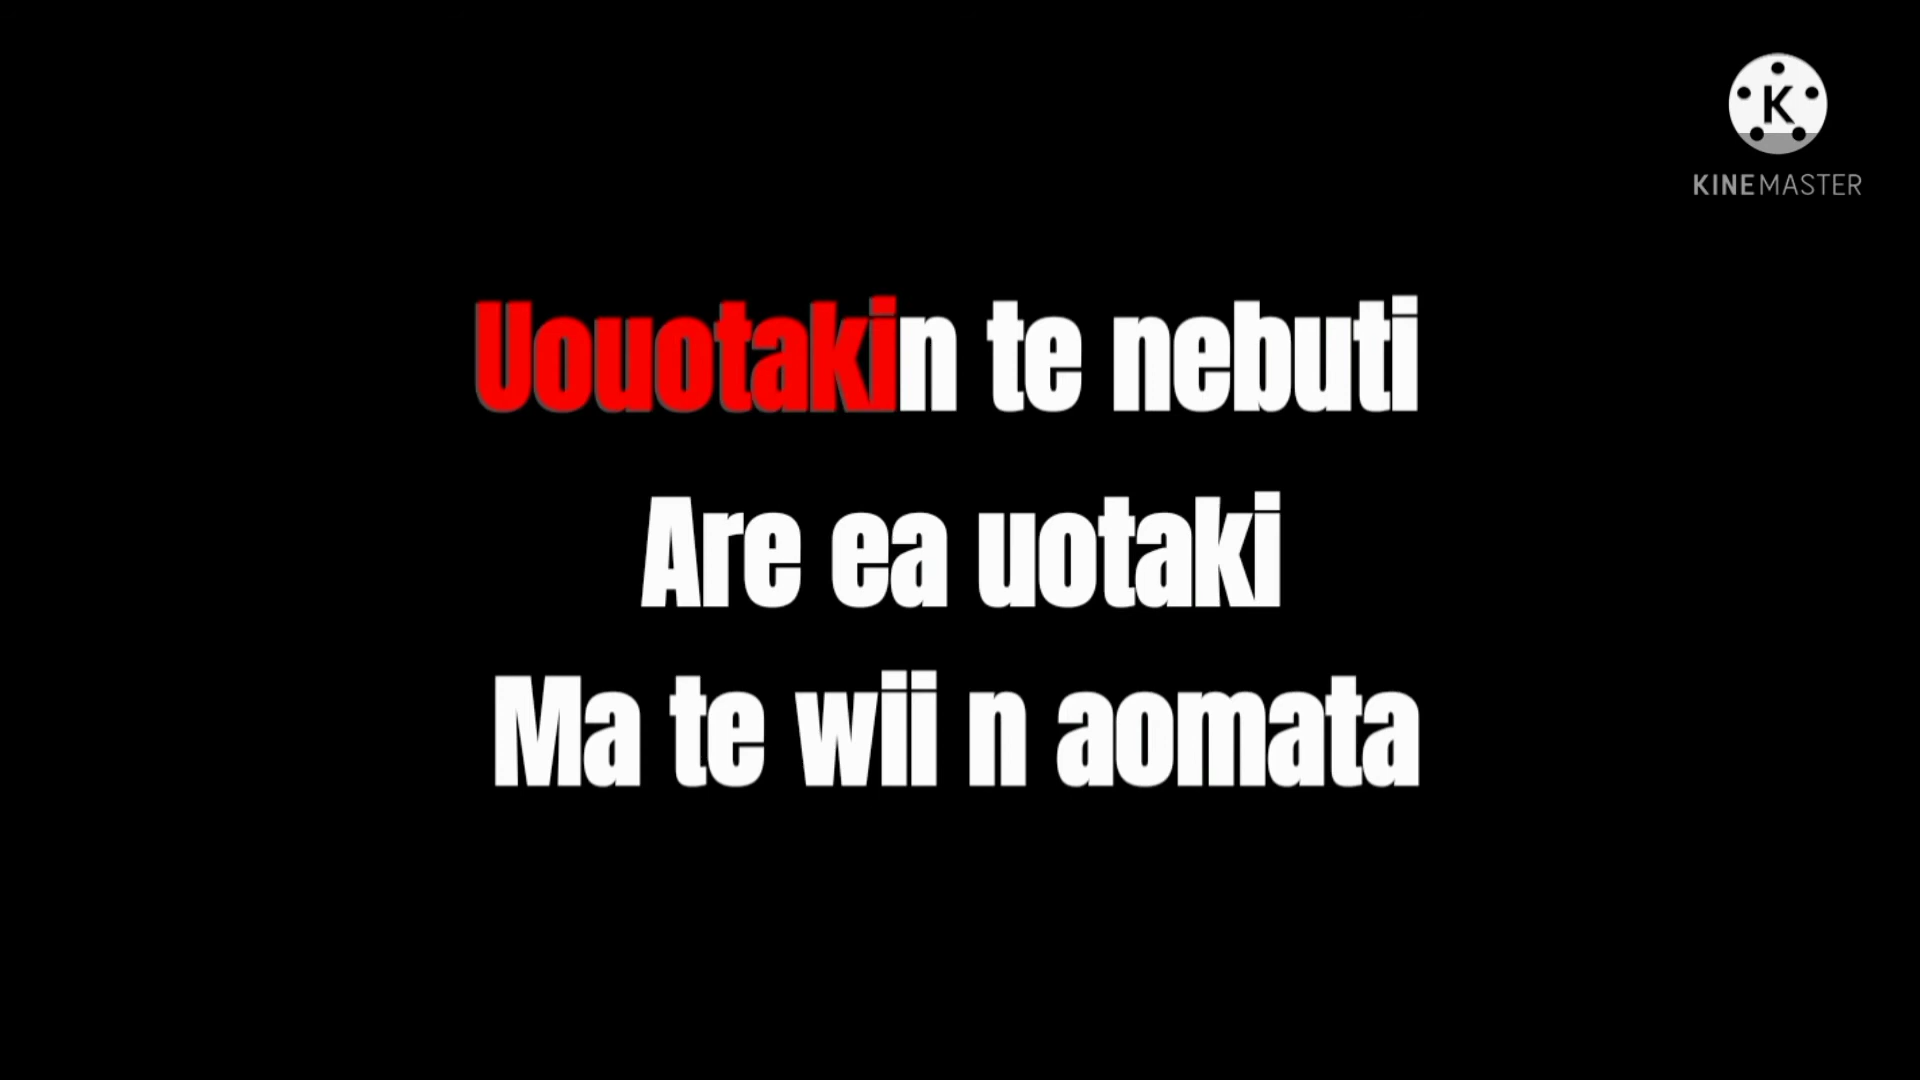 K
KINEMASTER
Uouotakin te nebuti
Are ea uotaki
Ma te wii n aomata